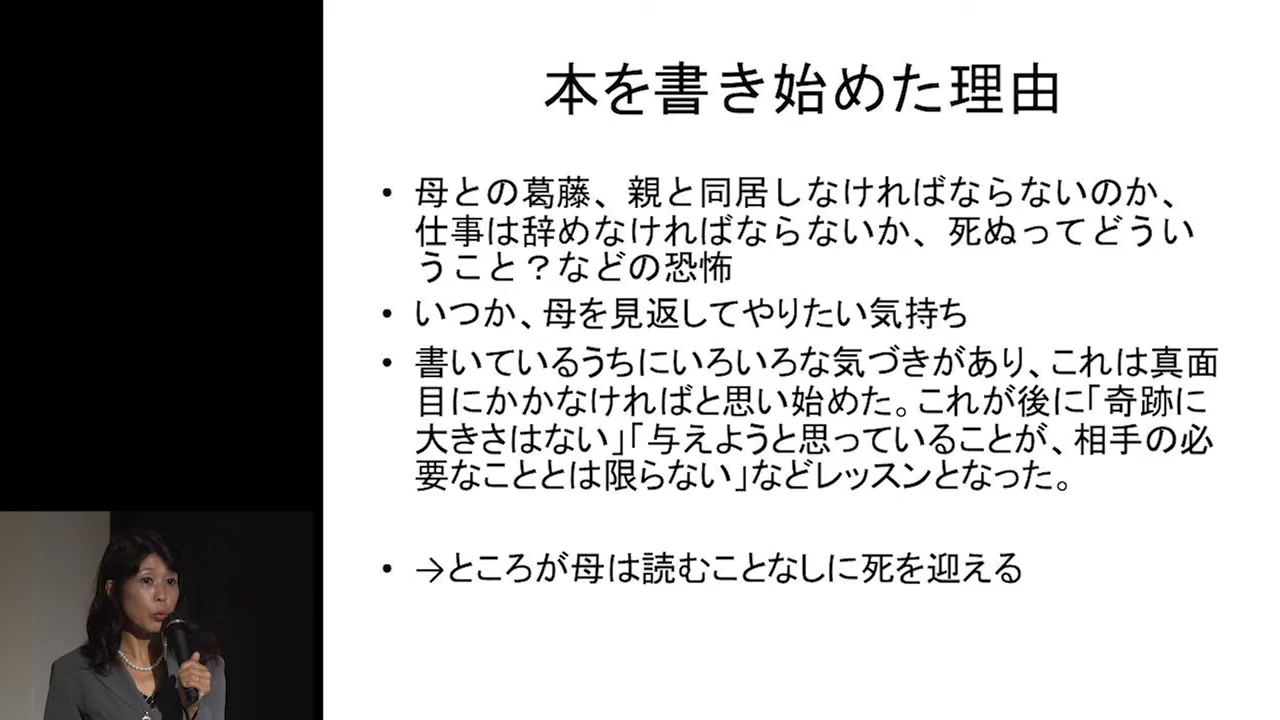 本を書き始めた理由
• 母との葛藤、親と同居しなければならないのか、
仕事は辞めなければならないか、死ぬってどうい
うこと?などの恐怖
• いつか、母を見返してやりたい気持ち
• 書いているうちにいろいろな気づきがあり、これは真面
目にかかなければと思い始めた。これが後に「奇跡に
大きさはない」「与えようと思っていることが、相手の必
要なこととは限らない」などレッスンとなった。
• →ところが母は読むことなしに死を迎える